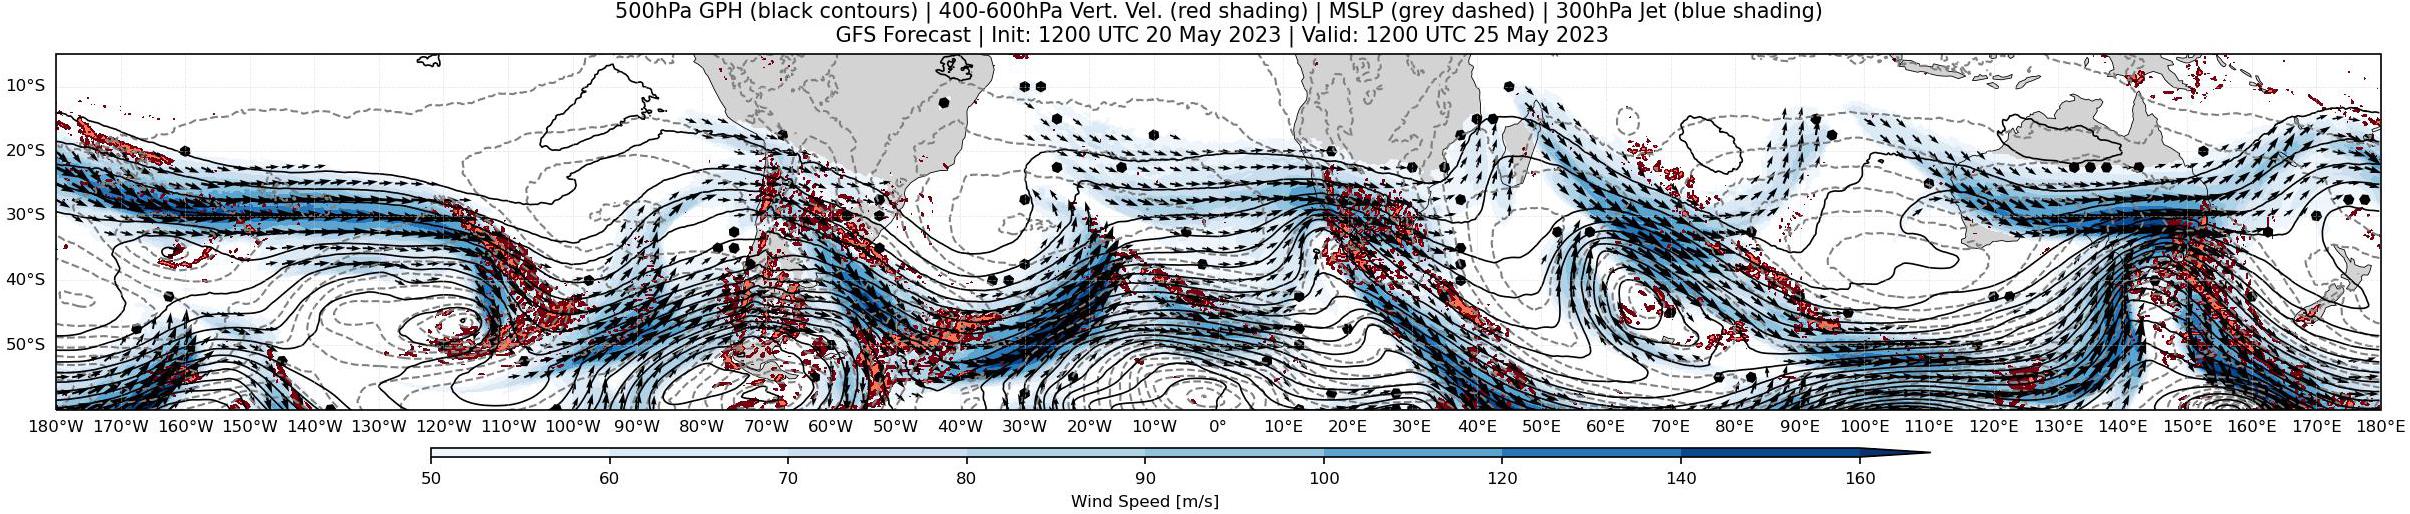 500hPa GPH (black contours) | 400-600hPa Vert. Vel. (red shading) | MSLP (grey dashed) | 300hPa Jet (blue shading)
GFS Forecast | Init: 1200 UTC 20 May 2023 | Valid: 1200 UTC 25 May 2023
10°S
20°S
30°S
40°S
50°S
180°W 170°W 160°W 150°W 140°W 130°W 120°W 110°W 100°W 90°W 80°W 70°W 60°W 50°W 40°W 30°W 20°W 10°W 0° 10°E 20°E 30°E 40°E 50°E 60°E 70°E 80°E 90°E 100°E 110°E 120°E 130°E 140°E 150°E 160°E 170°E 180°E
50 60 70 80 90 100 120 140 160
Wind Speed [m/s]